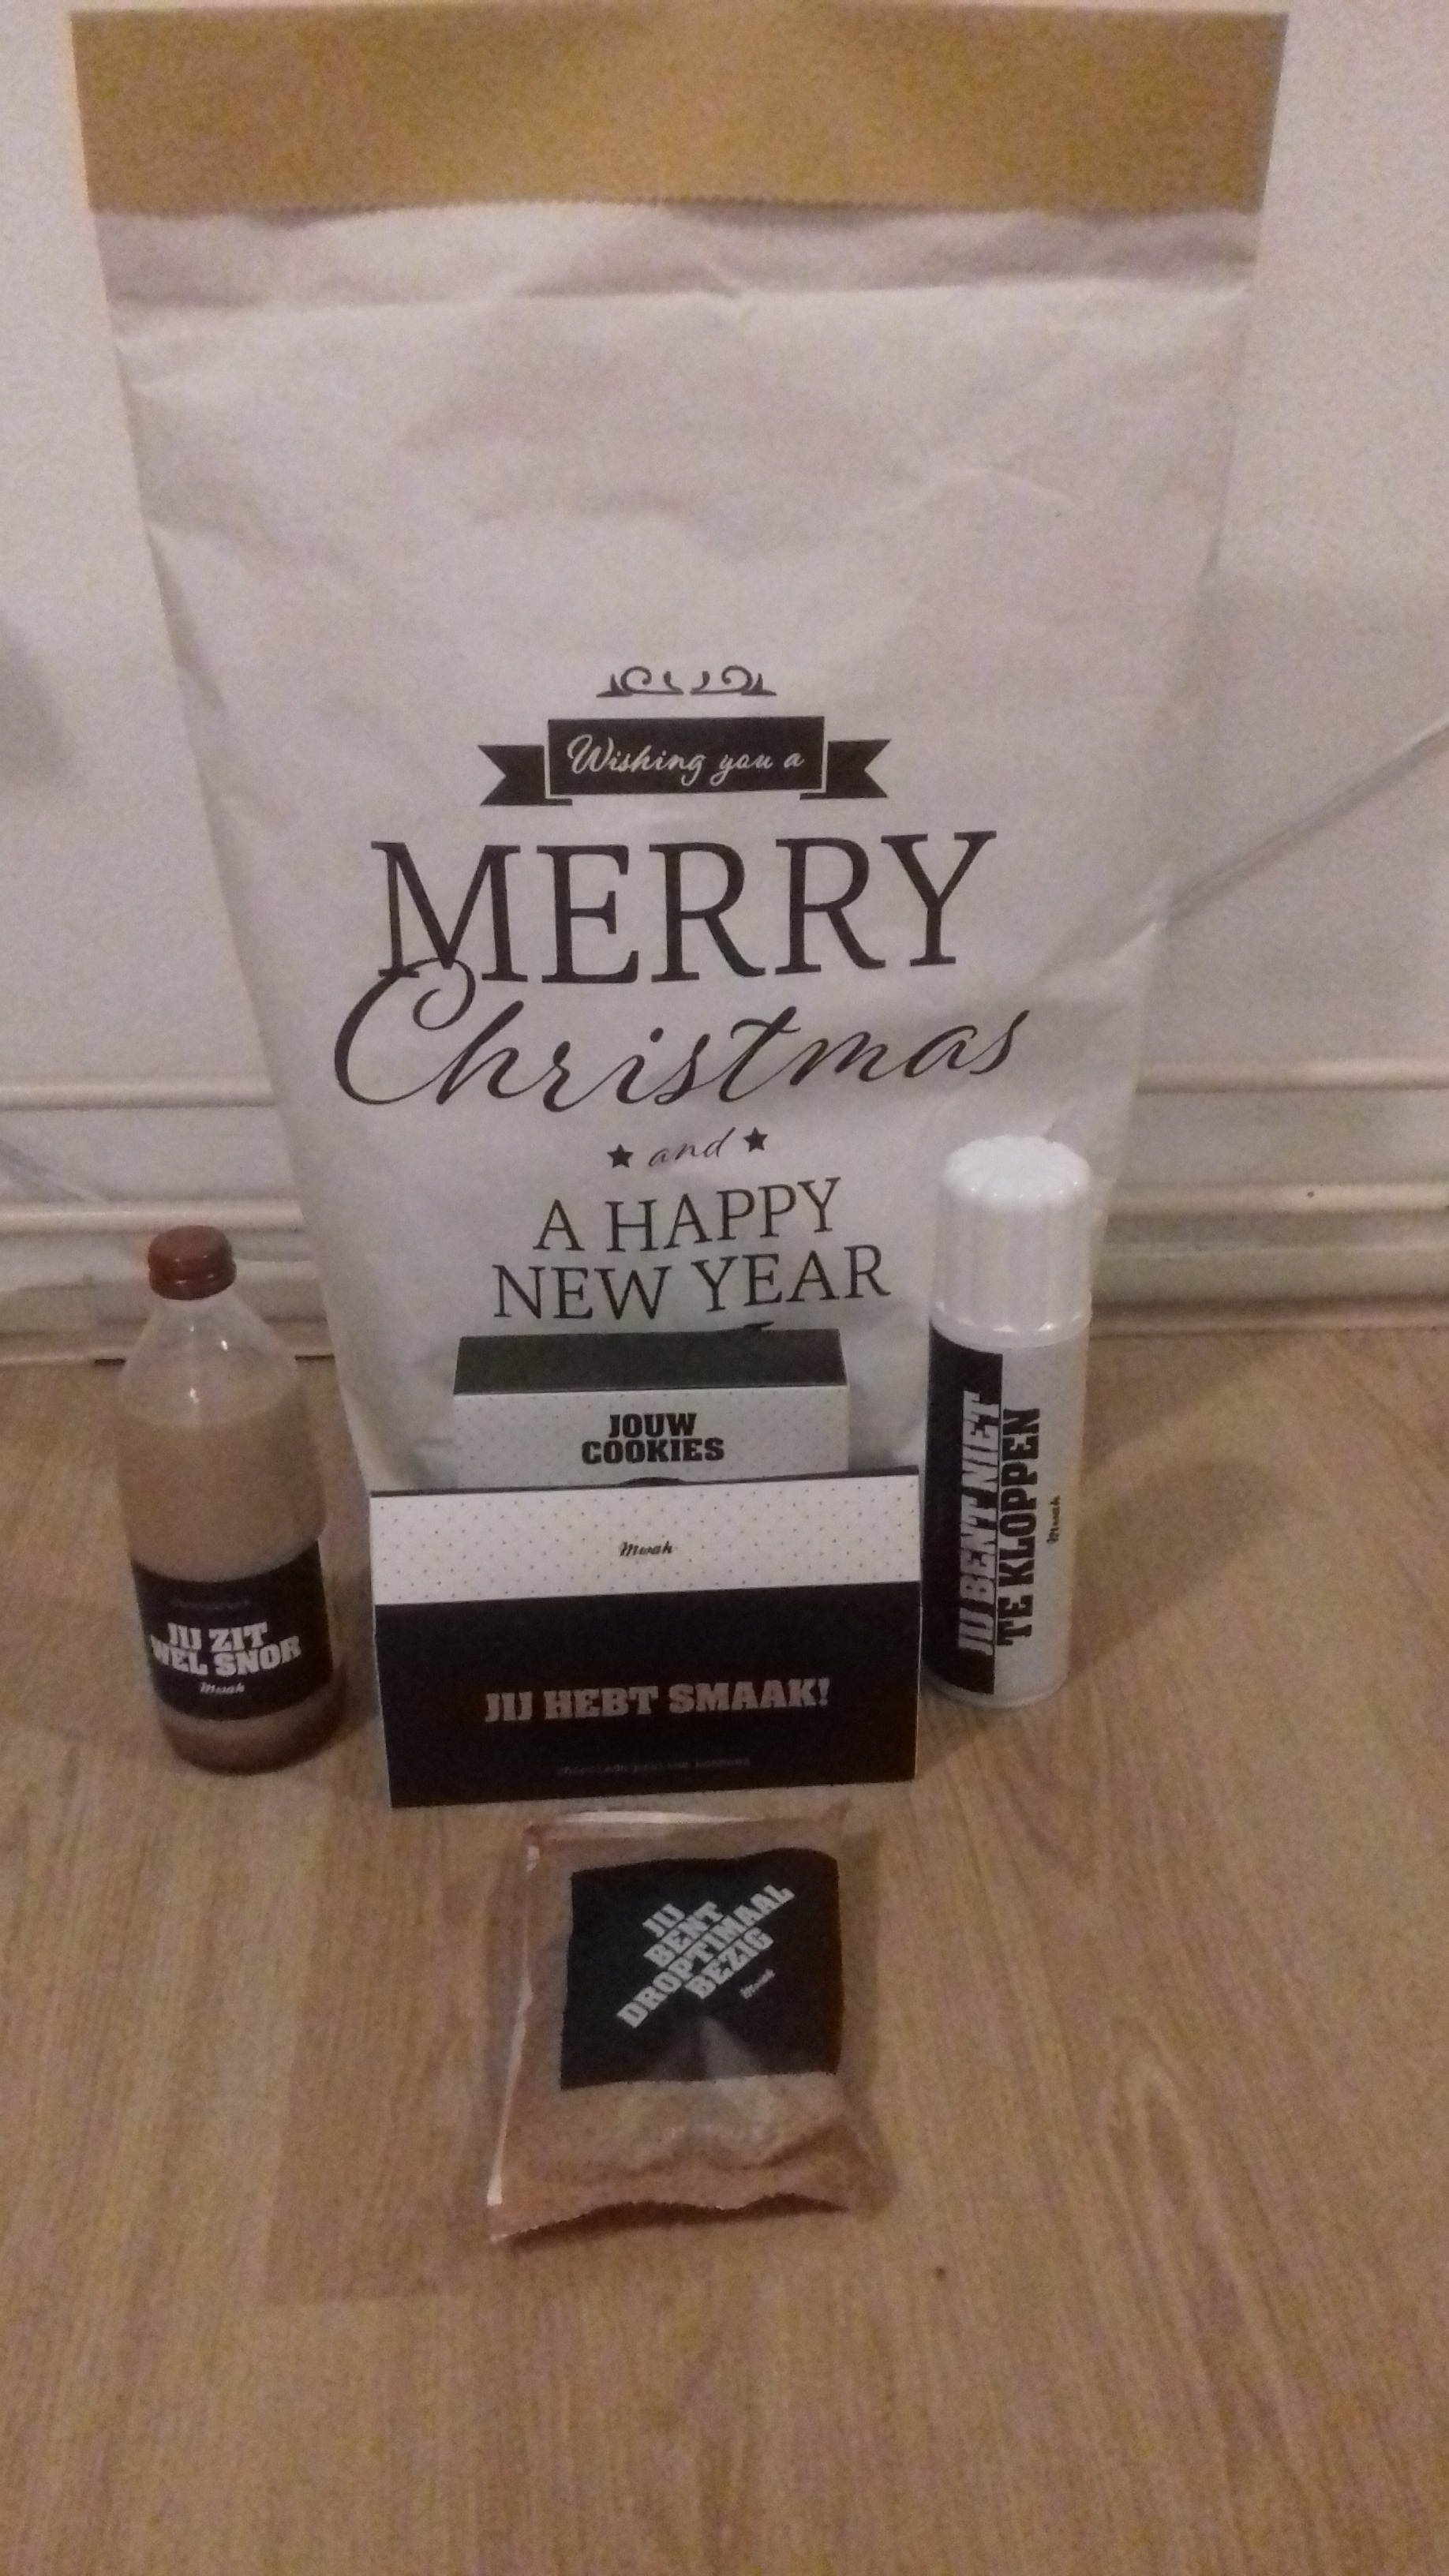 Wishing you a
MERRY
Christmas
and
A HAPPY
NEW YEAR
JOUW
COOKIES
Mwah
JIJ HEBT SMAAK!
JIJ ZIT
WEL SNOR
Mwah
JIJ BENT NIET
TE KLOPPEN
Mwah
JIJ
BENT
DROPTIMAAL
BEZIG
Mwah